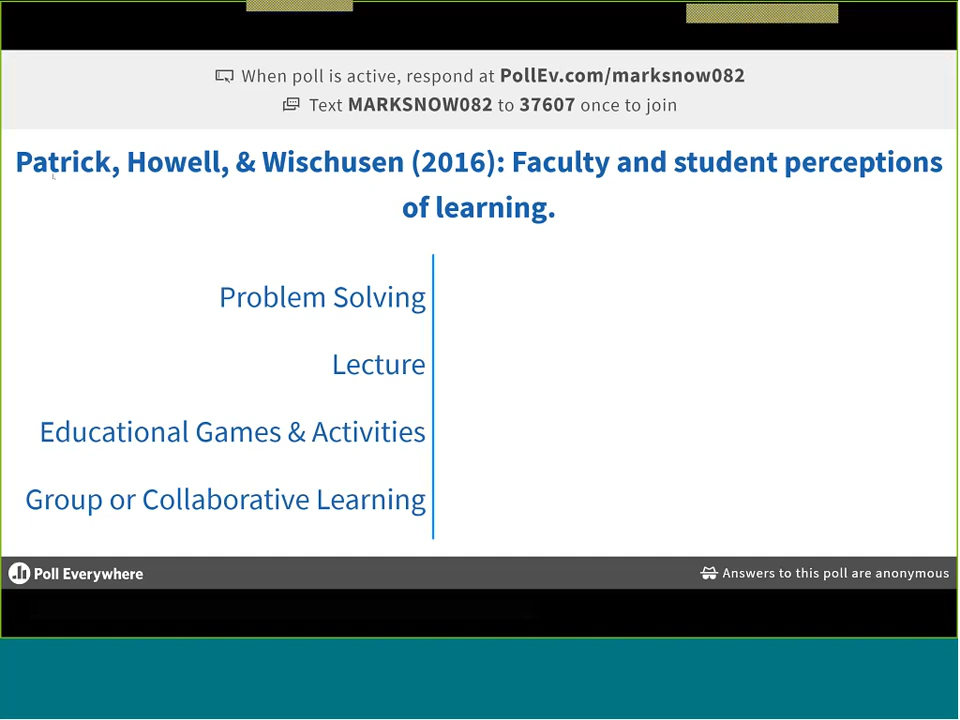 When poll is active, respond at PollEv.com/marksnow082
Text MARKSNOW082 to 37607 once to join
Patrick, Howell, & Wischusen (2016): Faculty and student perceptions
of learning.
Problem Solving
Lecture
Educational Games & Activities
Group or Collaborative Learning
Poll Everywhere
Answers to this poll are anonymous